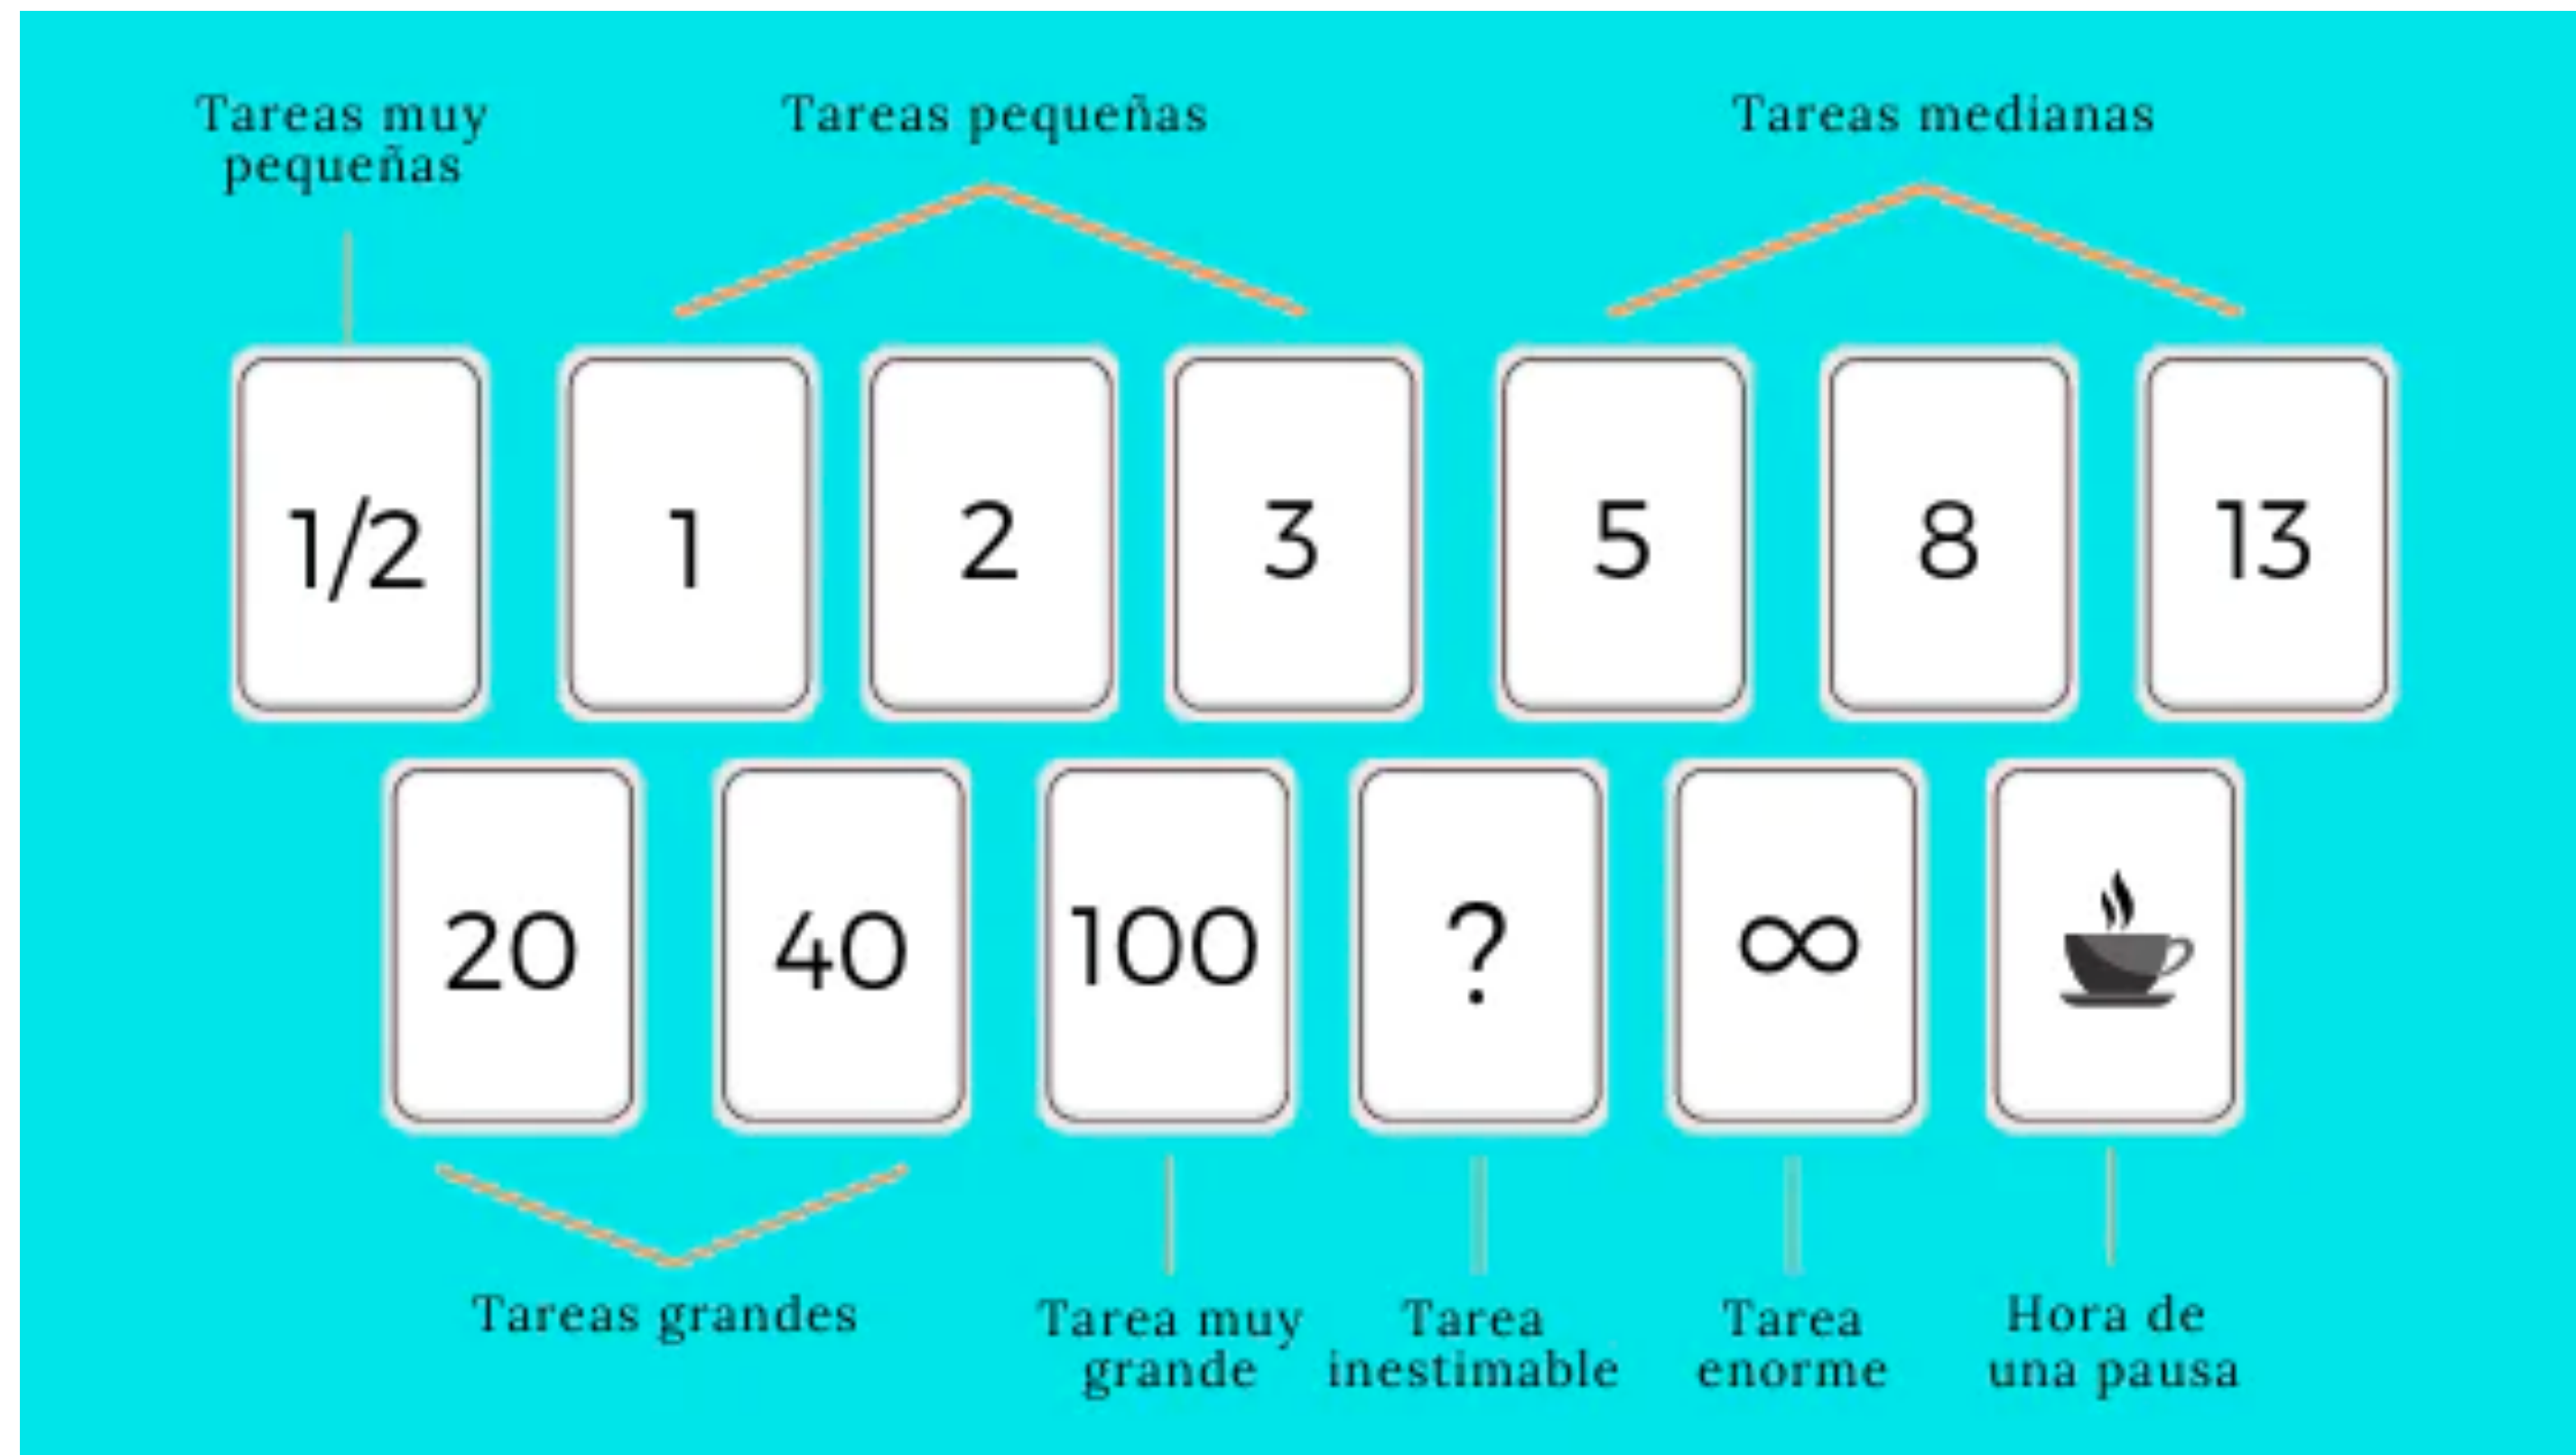 Tareas muy
pequeñas
Tareas pequeñas
Tareas medianas
1/2
1
2
3
5
8
13
20
40
100
?
∞
Tareas grandes
Tarea muy
grande
Tarea
inestimable
Tarea
enorme
Hora de
una pausa